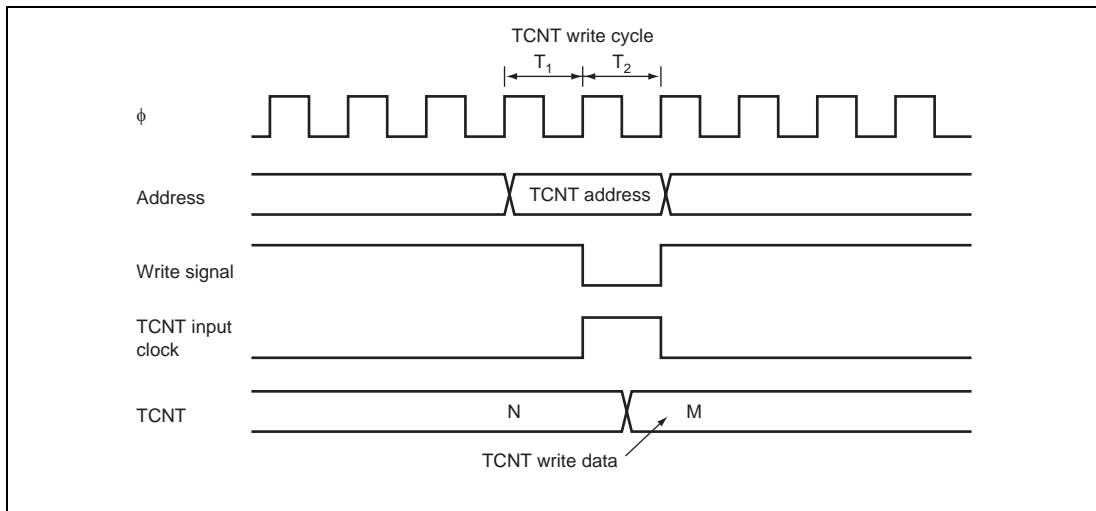 TCNT write cycle
T1 T2
ϕ
Address
TCNT address
Write signal
TCNT input
clock
TCNT
N
M
TCNT write data